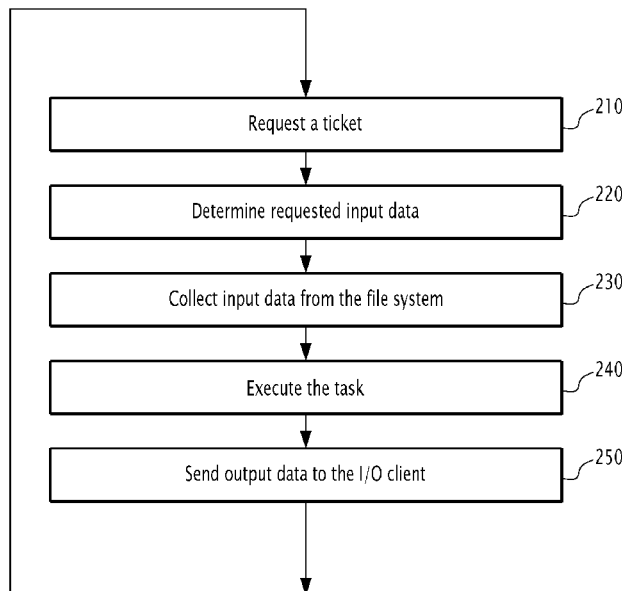 Request a ticket
210
Determine requested input data
220
Collect input data from the file system
230
Execute the task
240
Send output data to the I/O client
250